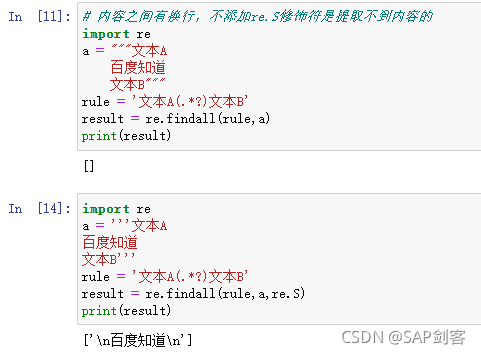 In [11]: # 内容之间有换行，不添加re.S修饰符是提取不到内容的
import re
a = """文本A
    百度知道
    文本B"""
rule = '文本A(.*?)文本B'
result = re.findall(rule,a)
print(result)
[]
In [14]: import re
a = '''文本A
百度知道
文本B'''
rule = '文本A(.*?)文本B'
result = re.findall(rule,a,re.S)
print(result)
['\n百度知道\n']
CSDN @SAP剑客